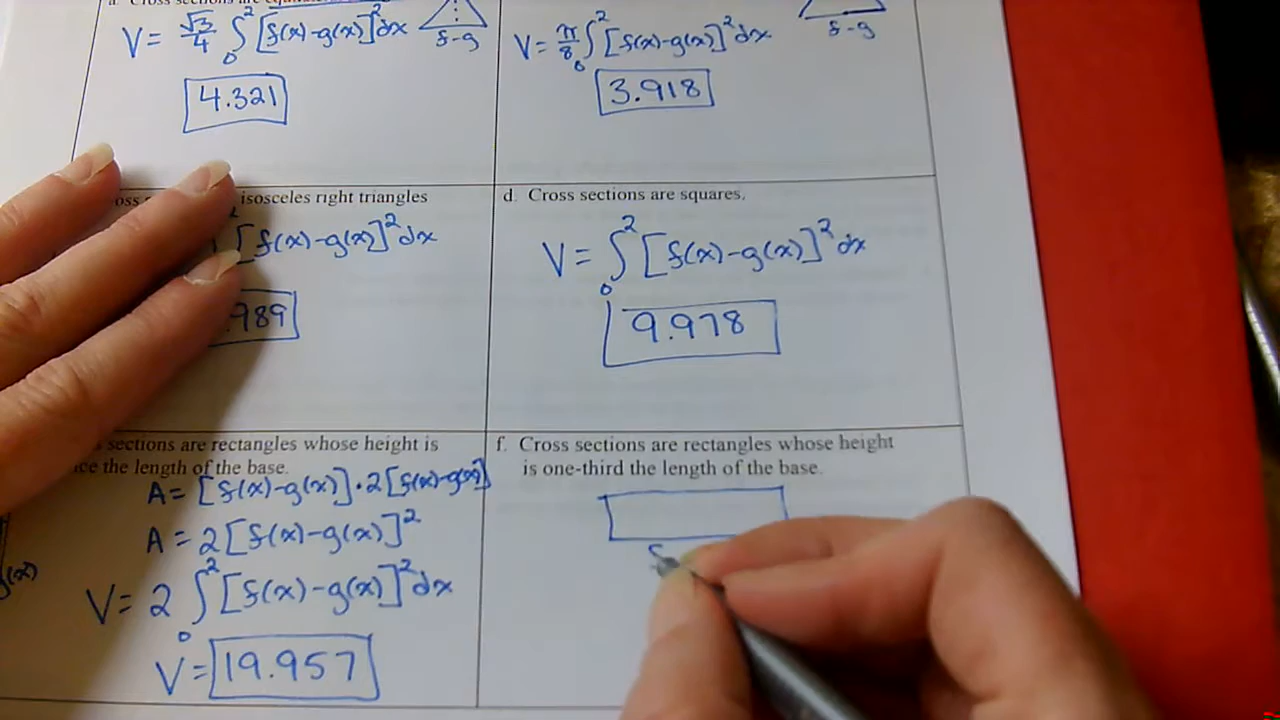 a. Cross sections are
V = √3/4 ∫₀² [f(x)-g(x)]² dx
f-g
4.321
V = π/8 ∫₀² [f(x)-g(x)]² dx
f-g
3.918
isosceles right triangles
[f(x)-g(x)]² dx
.989
d. Cross sections are squares.
V = ∫₀² [f(x)-g(x)]² dx
9.978
sections are rectangles whose height is
the length of the base.
A = [f(x)-g(x)]·2[f(x)-g(x)]
A = 2[f(x)-g(x)]²
V = 2 ∫₀² [f(x)-g(x)]² dx
V = 19.957
f. Cross sections are rectangles whose height
is one-third the length of the base.